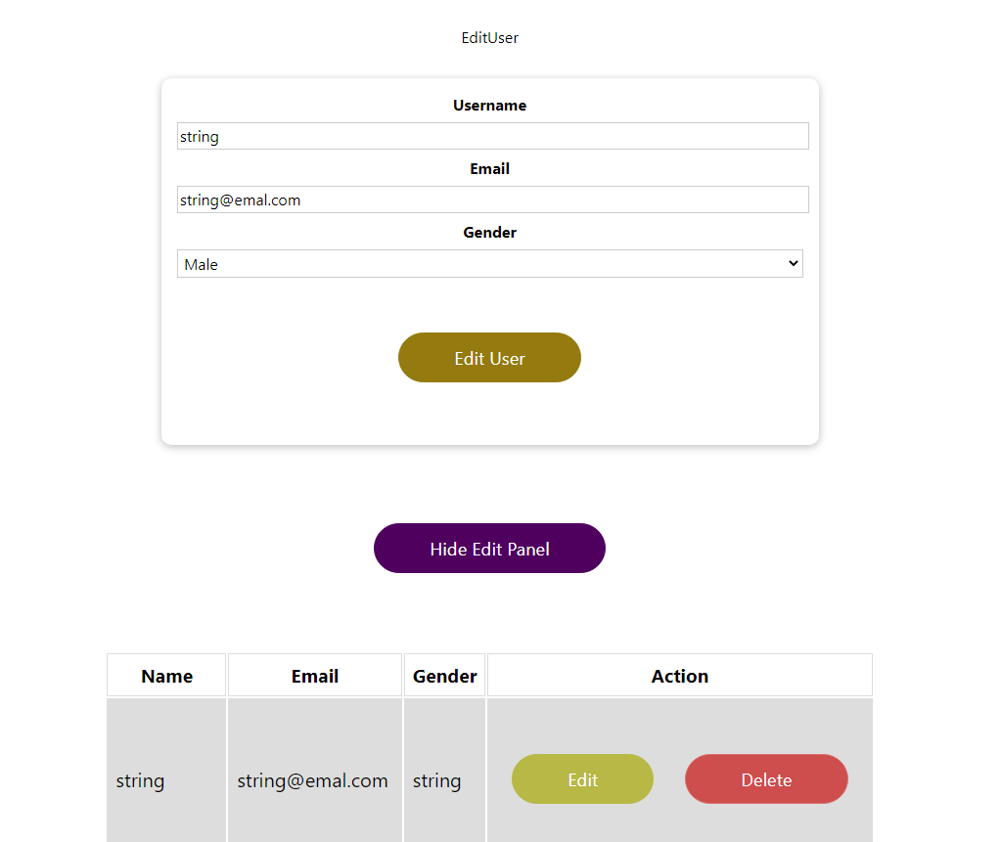 EditUser
Username
string
Email
string@emal.com
Gender
Male
Edit User
Hide Edit Panel
Name Email Gender Action
string string@emal.com string Edit Delete